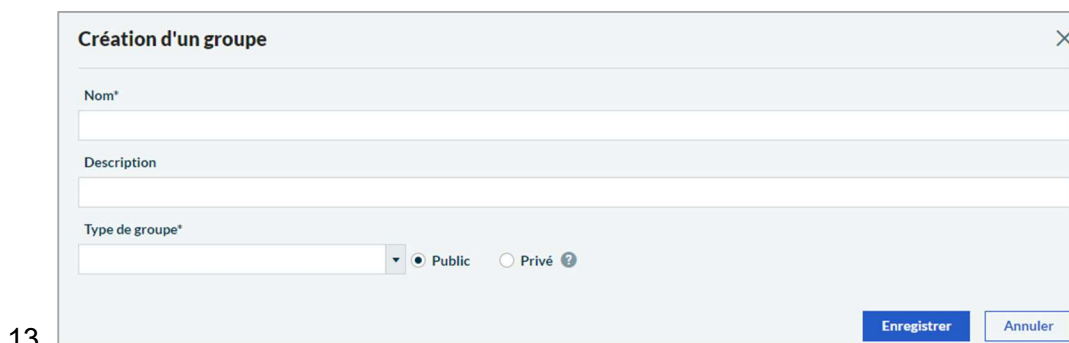 Création d'un groupe
Nom*
Description
Type de groupe*
Public Privé ?
Enregistrer Annuler
13